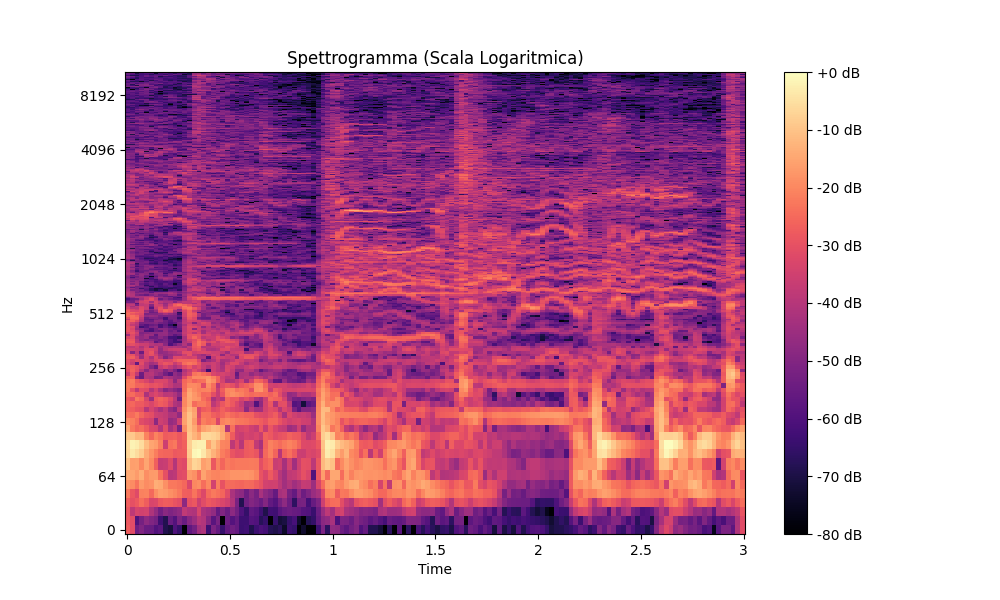 Spettrogramma (Scala Logaritmica)
Hz
8192
4096
2048
1024
512
256
128
64
0
0 0.5 1 1.5 2 2.5 3
Time
+0 dB
-10 dB
-20 dB
-30 dB
-40 dB
-50 dB
-60 dB
-70 dB
-80 dB